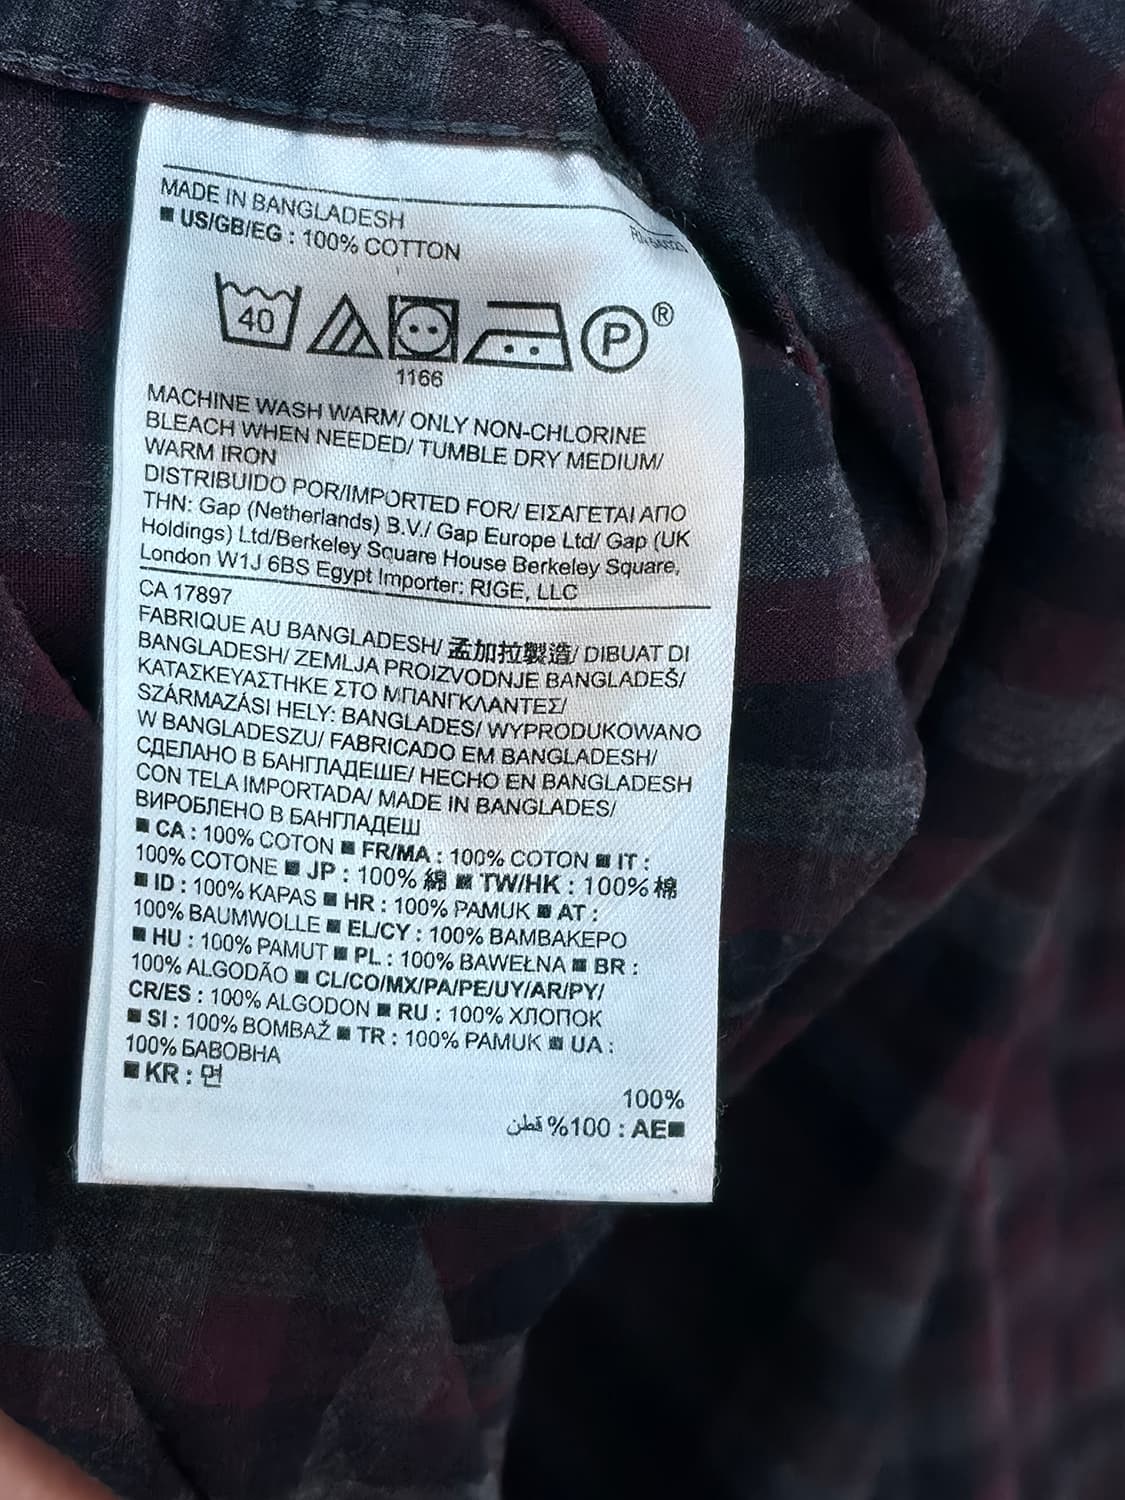 MADE IN BANGLADESH
■ US/GB/EG : 100% COTTON
40
P ®
1166
MACHINE WASH WARM/ ONLY NON-CHLORINE
BLEACH WHEN NEEDED/ TUMBLE DRY MEDIUM/
WARM IRON
DISTRIBUIDO POR/IMPORTED FOR/ ΕΙΣΑΓΕΤΑΙ ΑΠΟ
THN: Gap (Netherlands) B.V./ Gap Europe Ltd/ Gap (UK
Holdings) Ltd/Berkeley Square House Berkeley Square,
London W1J 6BS Egypt Importer: RIGE, LLC
CA 17897
FABRIQUE AU BANGLADESH/ 孟加拉製造/ DIBUAT DI
BANGLADESH/ ZEMLJA PROIZVODNJE BANGLADEŠ/
ΚΑΤΑΣΚΕΥΑΣΤΗΚΕ ΣΤΟ ΜΠΑΝΓΚΛΑΝΤΕΣ/
SZÁRMAZÁSI HELY: BANGLADES/ WYPRODUKOWANO
W BANGLADESZU/ FABRICADO EM BANGLADESH/
СДЕЛАНО В БАНГЛАДЕШЕ/ HECHO EN BANGLADESH
CON TELA IMPORTADA/ MADE IN BANGLADES/
ВИРОБЛЕНО В БАНГЛАДЕШ
■ CA : 100% COTON ■ FR/MA : 100% COTON ■ IT :
100% COTONE ■ JP : 100% 綿 ■ TW/HK : 100% 棉
■ ID : 100% KAPAS ■ HR : 100% PAMUK ■ AT :
100% BAUMWOLLE ■ EL/CY : 100% ΒΑΜΒΑΚΕΡΟ
■ HU : 100% PAMUT ■ PL : 100% BAWEŁNA ■ BR :
100% ALGODÃO ■ CL/CO/MX/PA/PE/UY/AR/PY/
CR/ES : 100% ALGODON ■ RU : 100% ХЛОПОК
■ SI : 100% BOMBAŽ ■ TR : 100% PAMUK ■ UA :
100% БАВОВНА
■ KR : 면
100%
■AE : 100% قطن